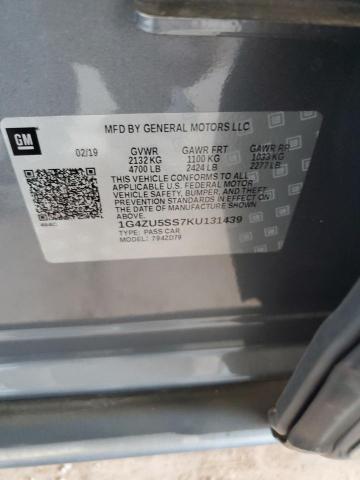 GM
MFD BY GENERAL MOTORS LLC
02/19 GVWR GAWR FRT GAWR RR
2132 KG 1100 KG 1033 KG
4700 LB 2424 LB 2277 LB
THIS VEHICLE CONFORMS TO ALL
APPLICABLE U.S. FEDERAL MOTOR
VEHICLE SAFETY, BUMPER, AND THEFT
PREVENTION STANDARDS IN EFFECT
ON THE DATE OF MANUFACTURE
SHOWN ABOVE.
1G4ZU5SS7KU131439
TYPE: PASS CAR
MODEL: 794ZD79